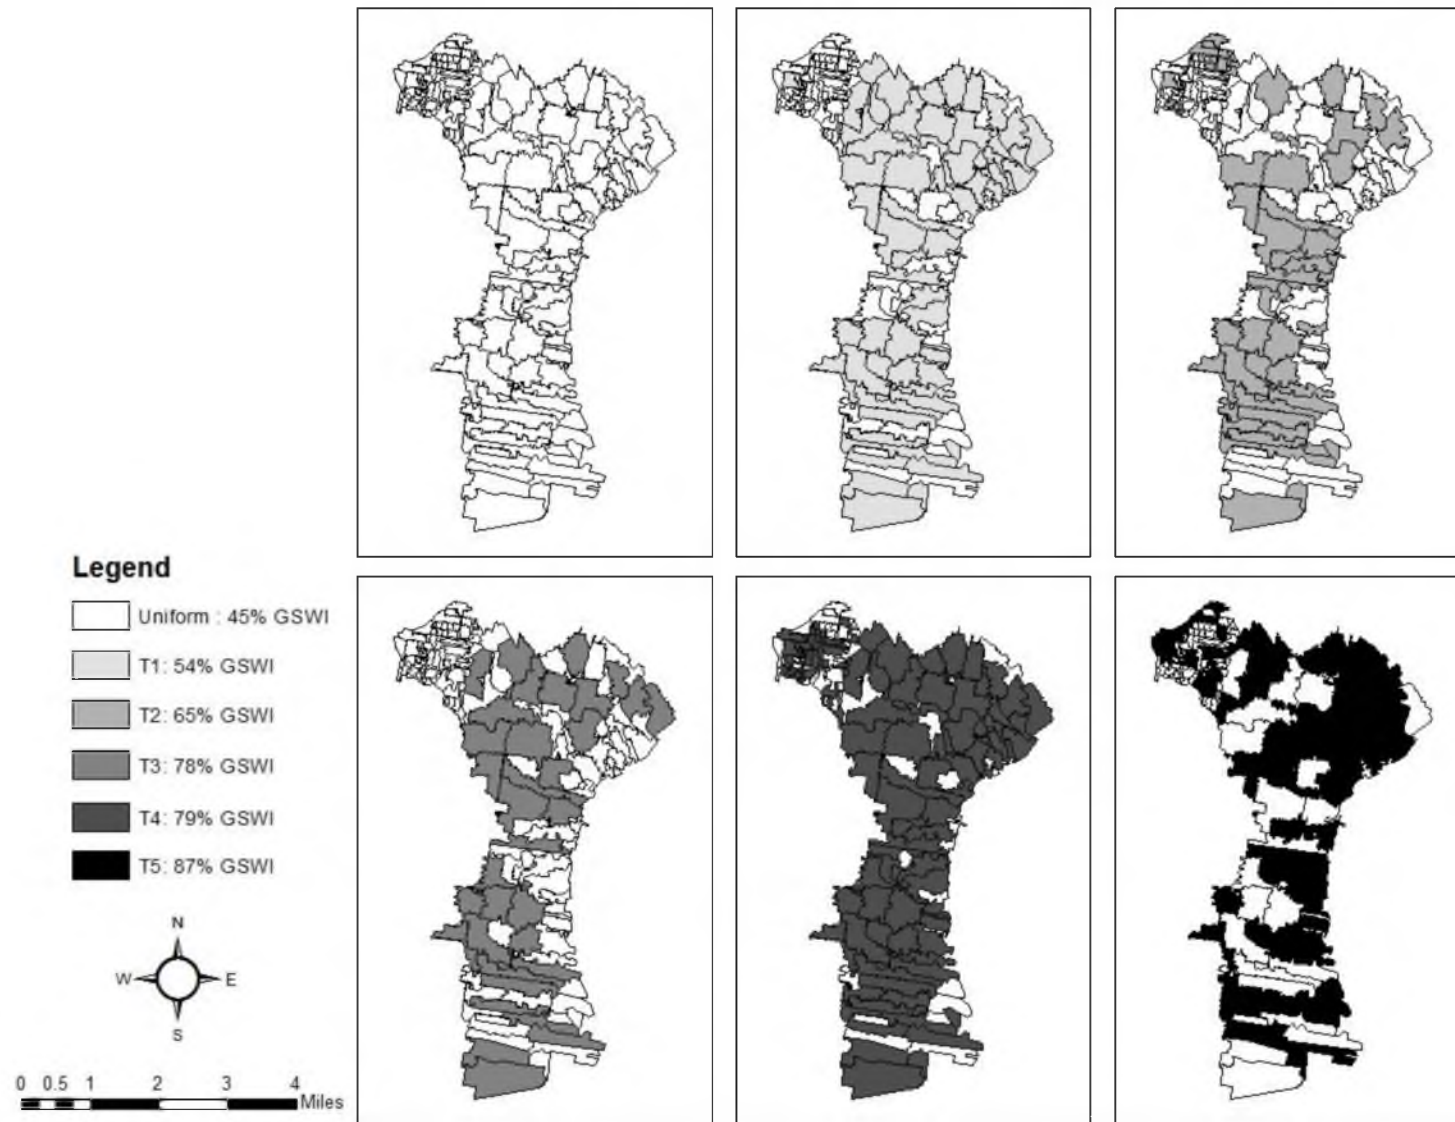 Legend
Uniform : 45% GSWI
T1: 54% GSWI
T2: 65% GSWI
T3: 78% GSWI
T4: 79% GSWI
T5: 87% GSWI
N
W E
S
0 0.5 1 2 3 4
Miles